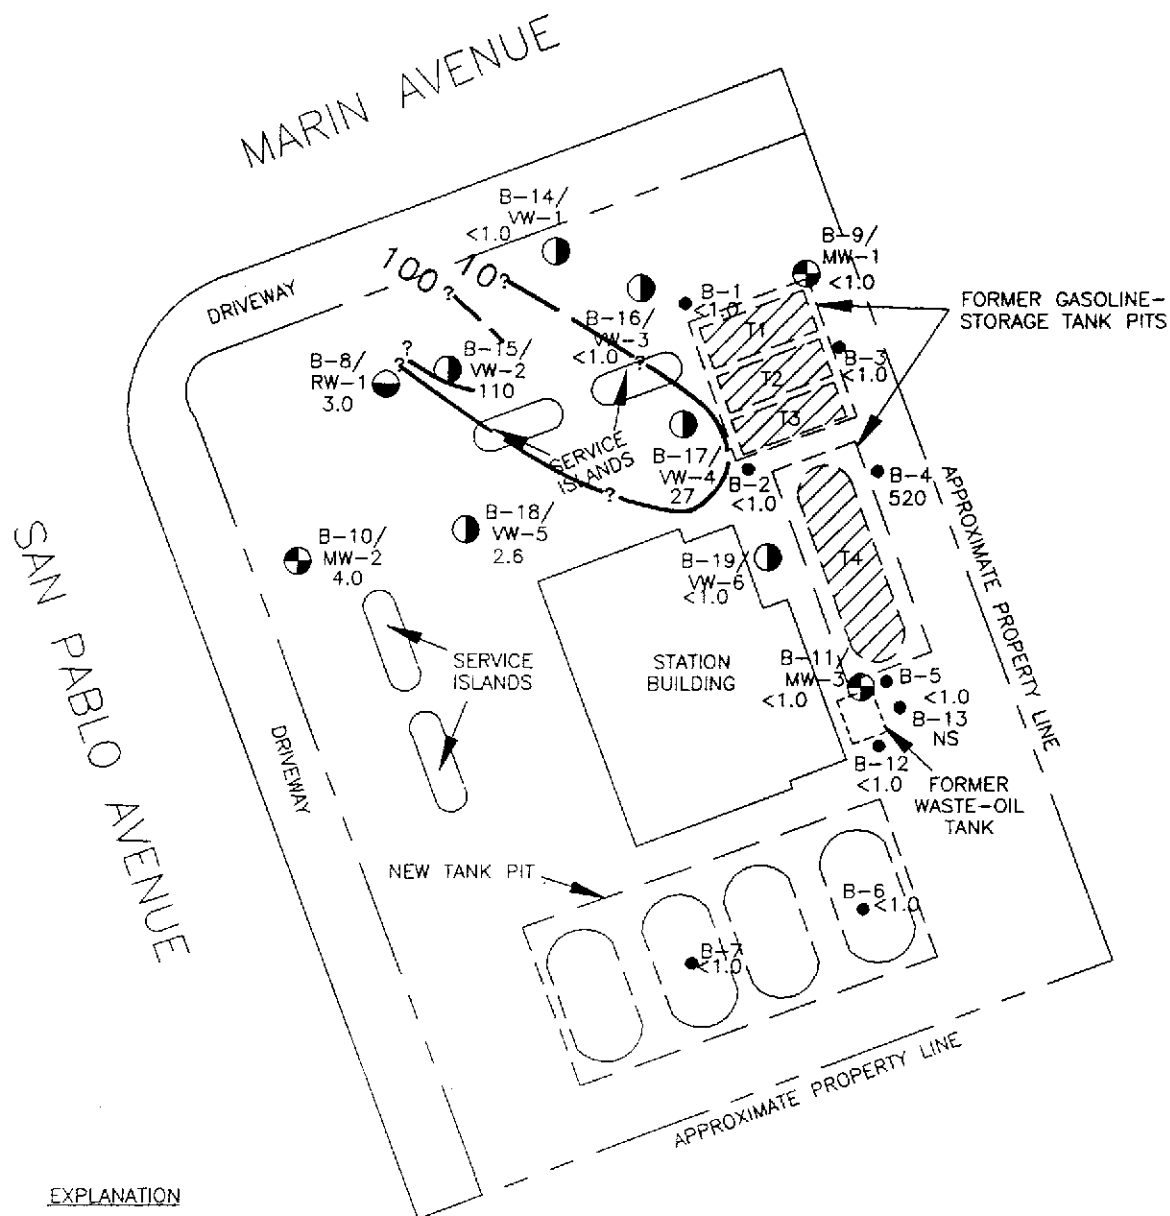 MARIN AVENUE
B-14/
VW-1
<1.0
B-9/
MW-1
<1.0
100
?
10
?
DRIVEWAY
B-1
<1.0
FORMER GASOLINE-
STORAGE TANK PITS
B-16/
VW-3
<1.0
T1
?
B-3
<1.0
?
?
B-15/
VW-2
110
B-8/
RW-1
3.0
T2
T3
SERVICE
ISLANDS
B-17/
VW-4
27
B-2
<1.0
B-4
520
APPROXIMATE PROPERTY LINE
?
B-18/
VW-5
2.6
B-10/
MW-2
4.0
B-19/
VW-6
<1.0
T4
SAN PABLO AVENUE
SERVICE
ISLANDS
STATION
BUILDING
B-11/
MW-3
<1.0
B-5
<1.0
B-13
NS
DRIVEWAY
B-12
<1.0
FORMER
WASTE-OIL
TANK
NEW TANK PIT
B-6
<1.0
B-7
<1.0
APPROXIMATE PROPERTY LINE
EXPLANATION